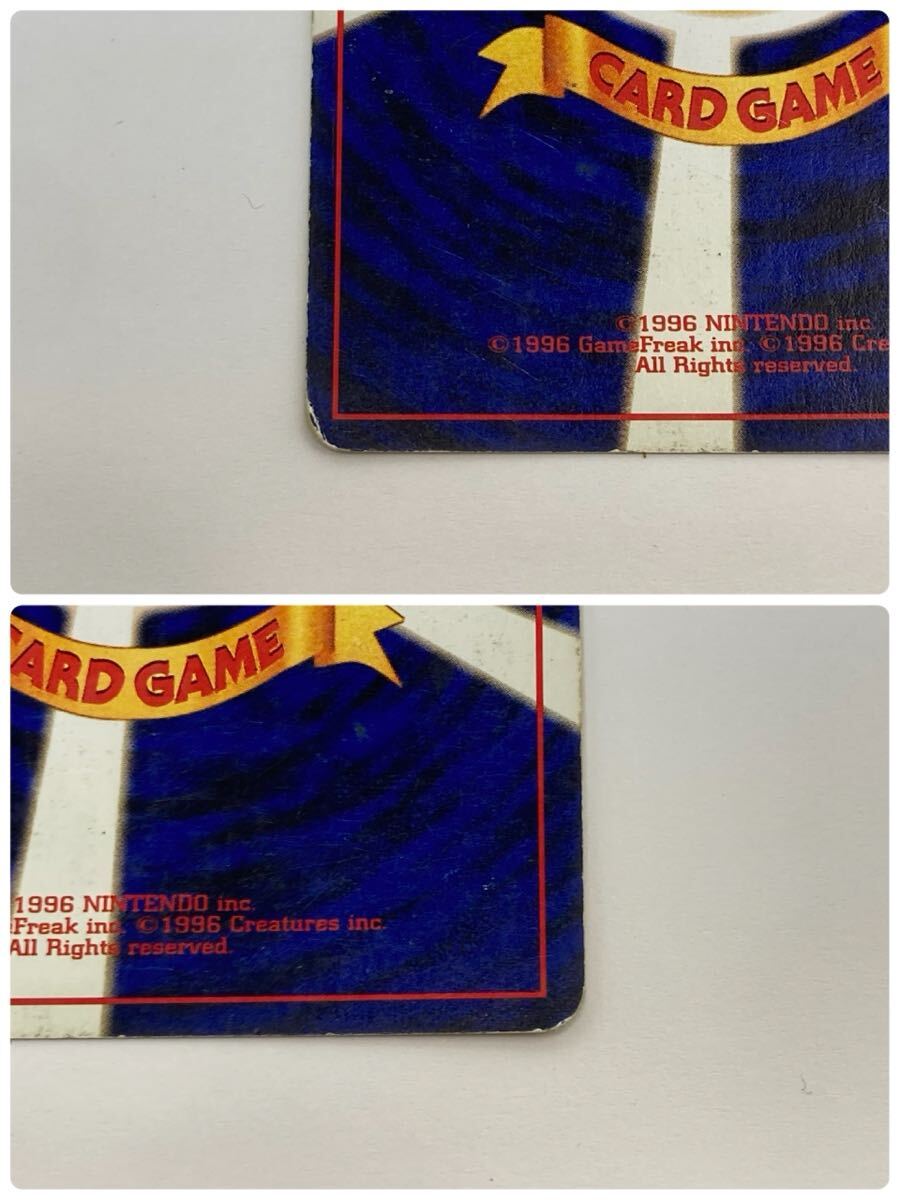 CARD GAME
©1996 NINTENDO inc.
©1996 GameFreak inc. ©1996 Cre
All Rights reserved.
ARD GAME
1996 NINTENDO inc.
Freak inc. ©1996 Creatures inc.
All Rights reserved.